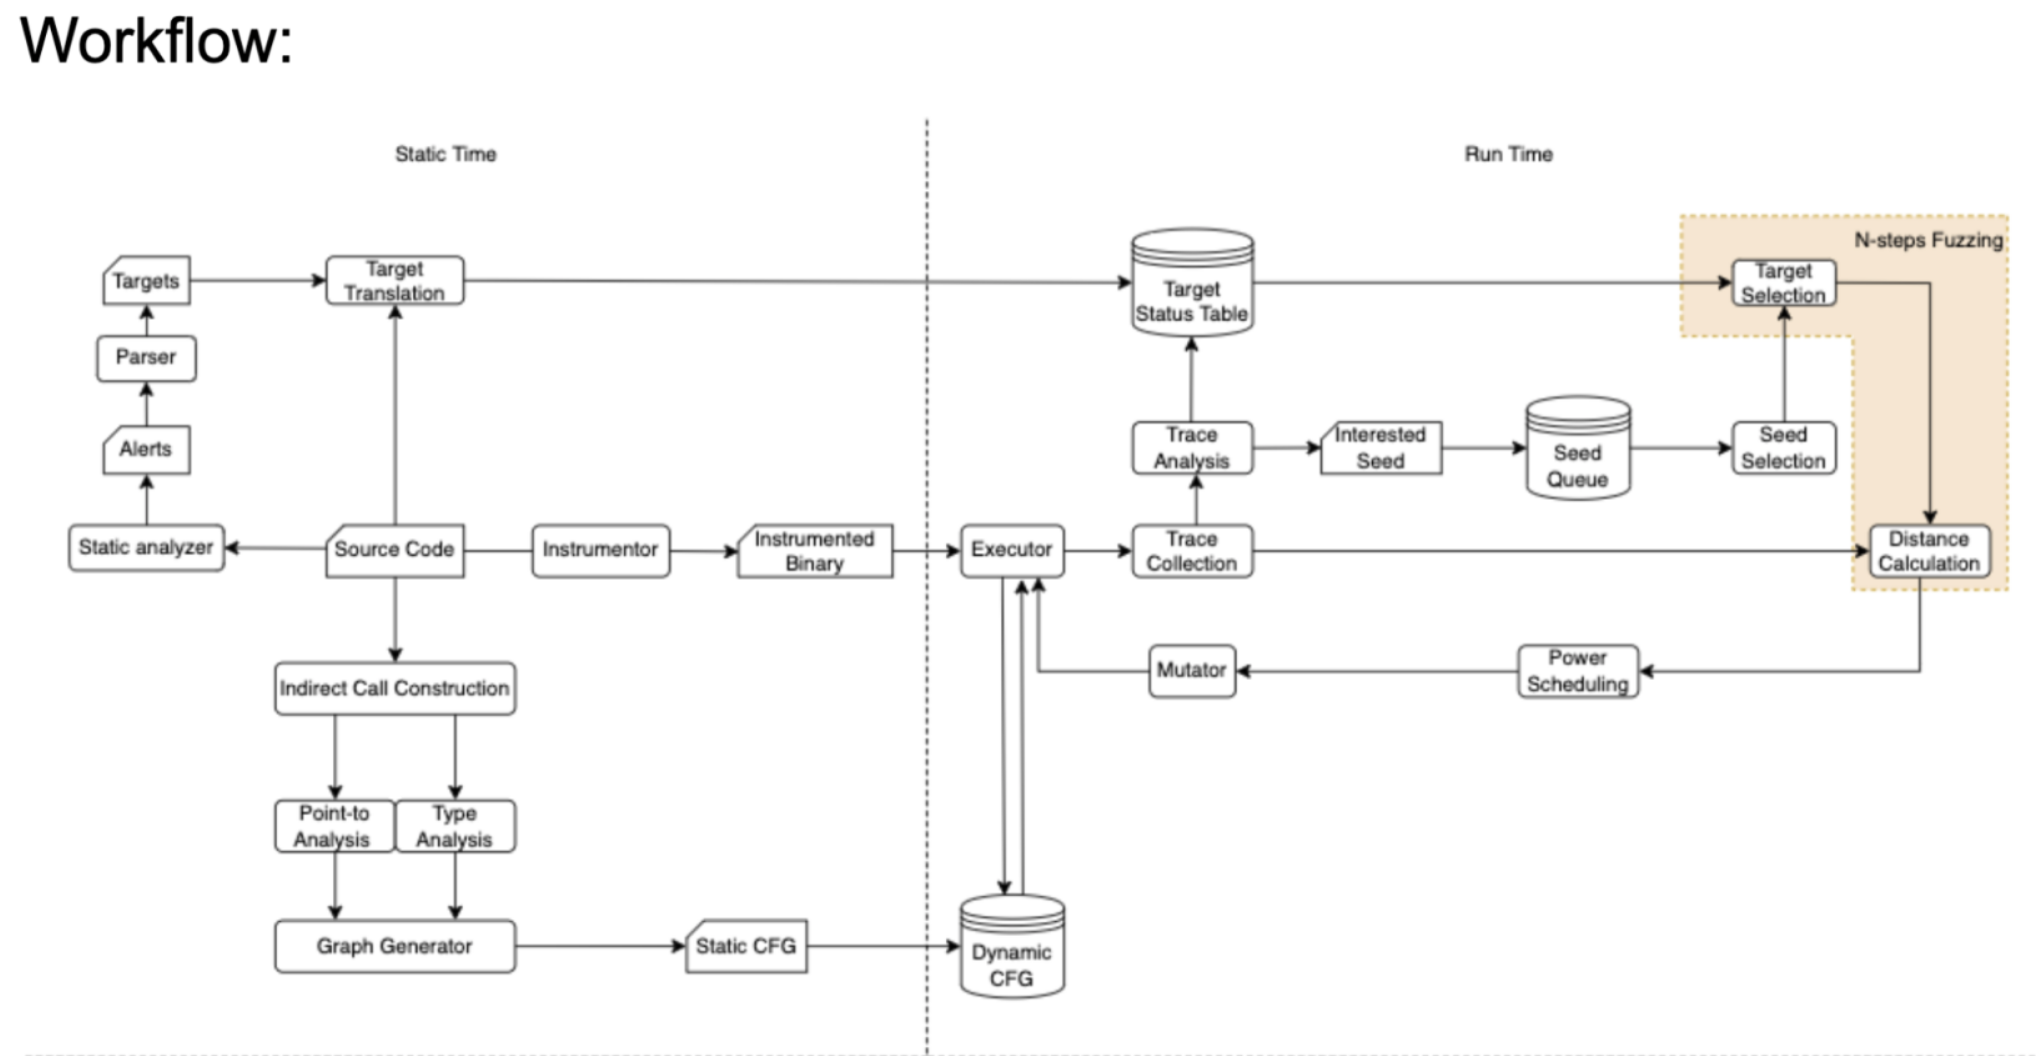 Workflow:
Static Time
Run Time
N-steps Fuzzing
Targets
Target
Translation
Target
Status Table
Target
Selection
Parser
Alerts
Trace
Analysis
Interested
Seed
Seed
Queue
Seed
Selection
Static analyzer
Source Code
Instrumentor
Instrumented
Binary
Executor
Trace
Collection
Distance
Calculation
Indirect Call Construction
Mutator
Power
Scheduling
Point-to
Analysis
Type
Analysis
Graph Generator
Static CFG
Dynamic
CFG